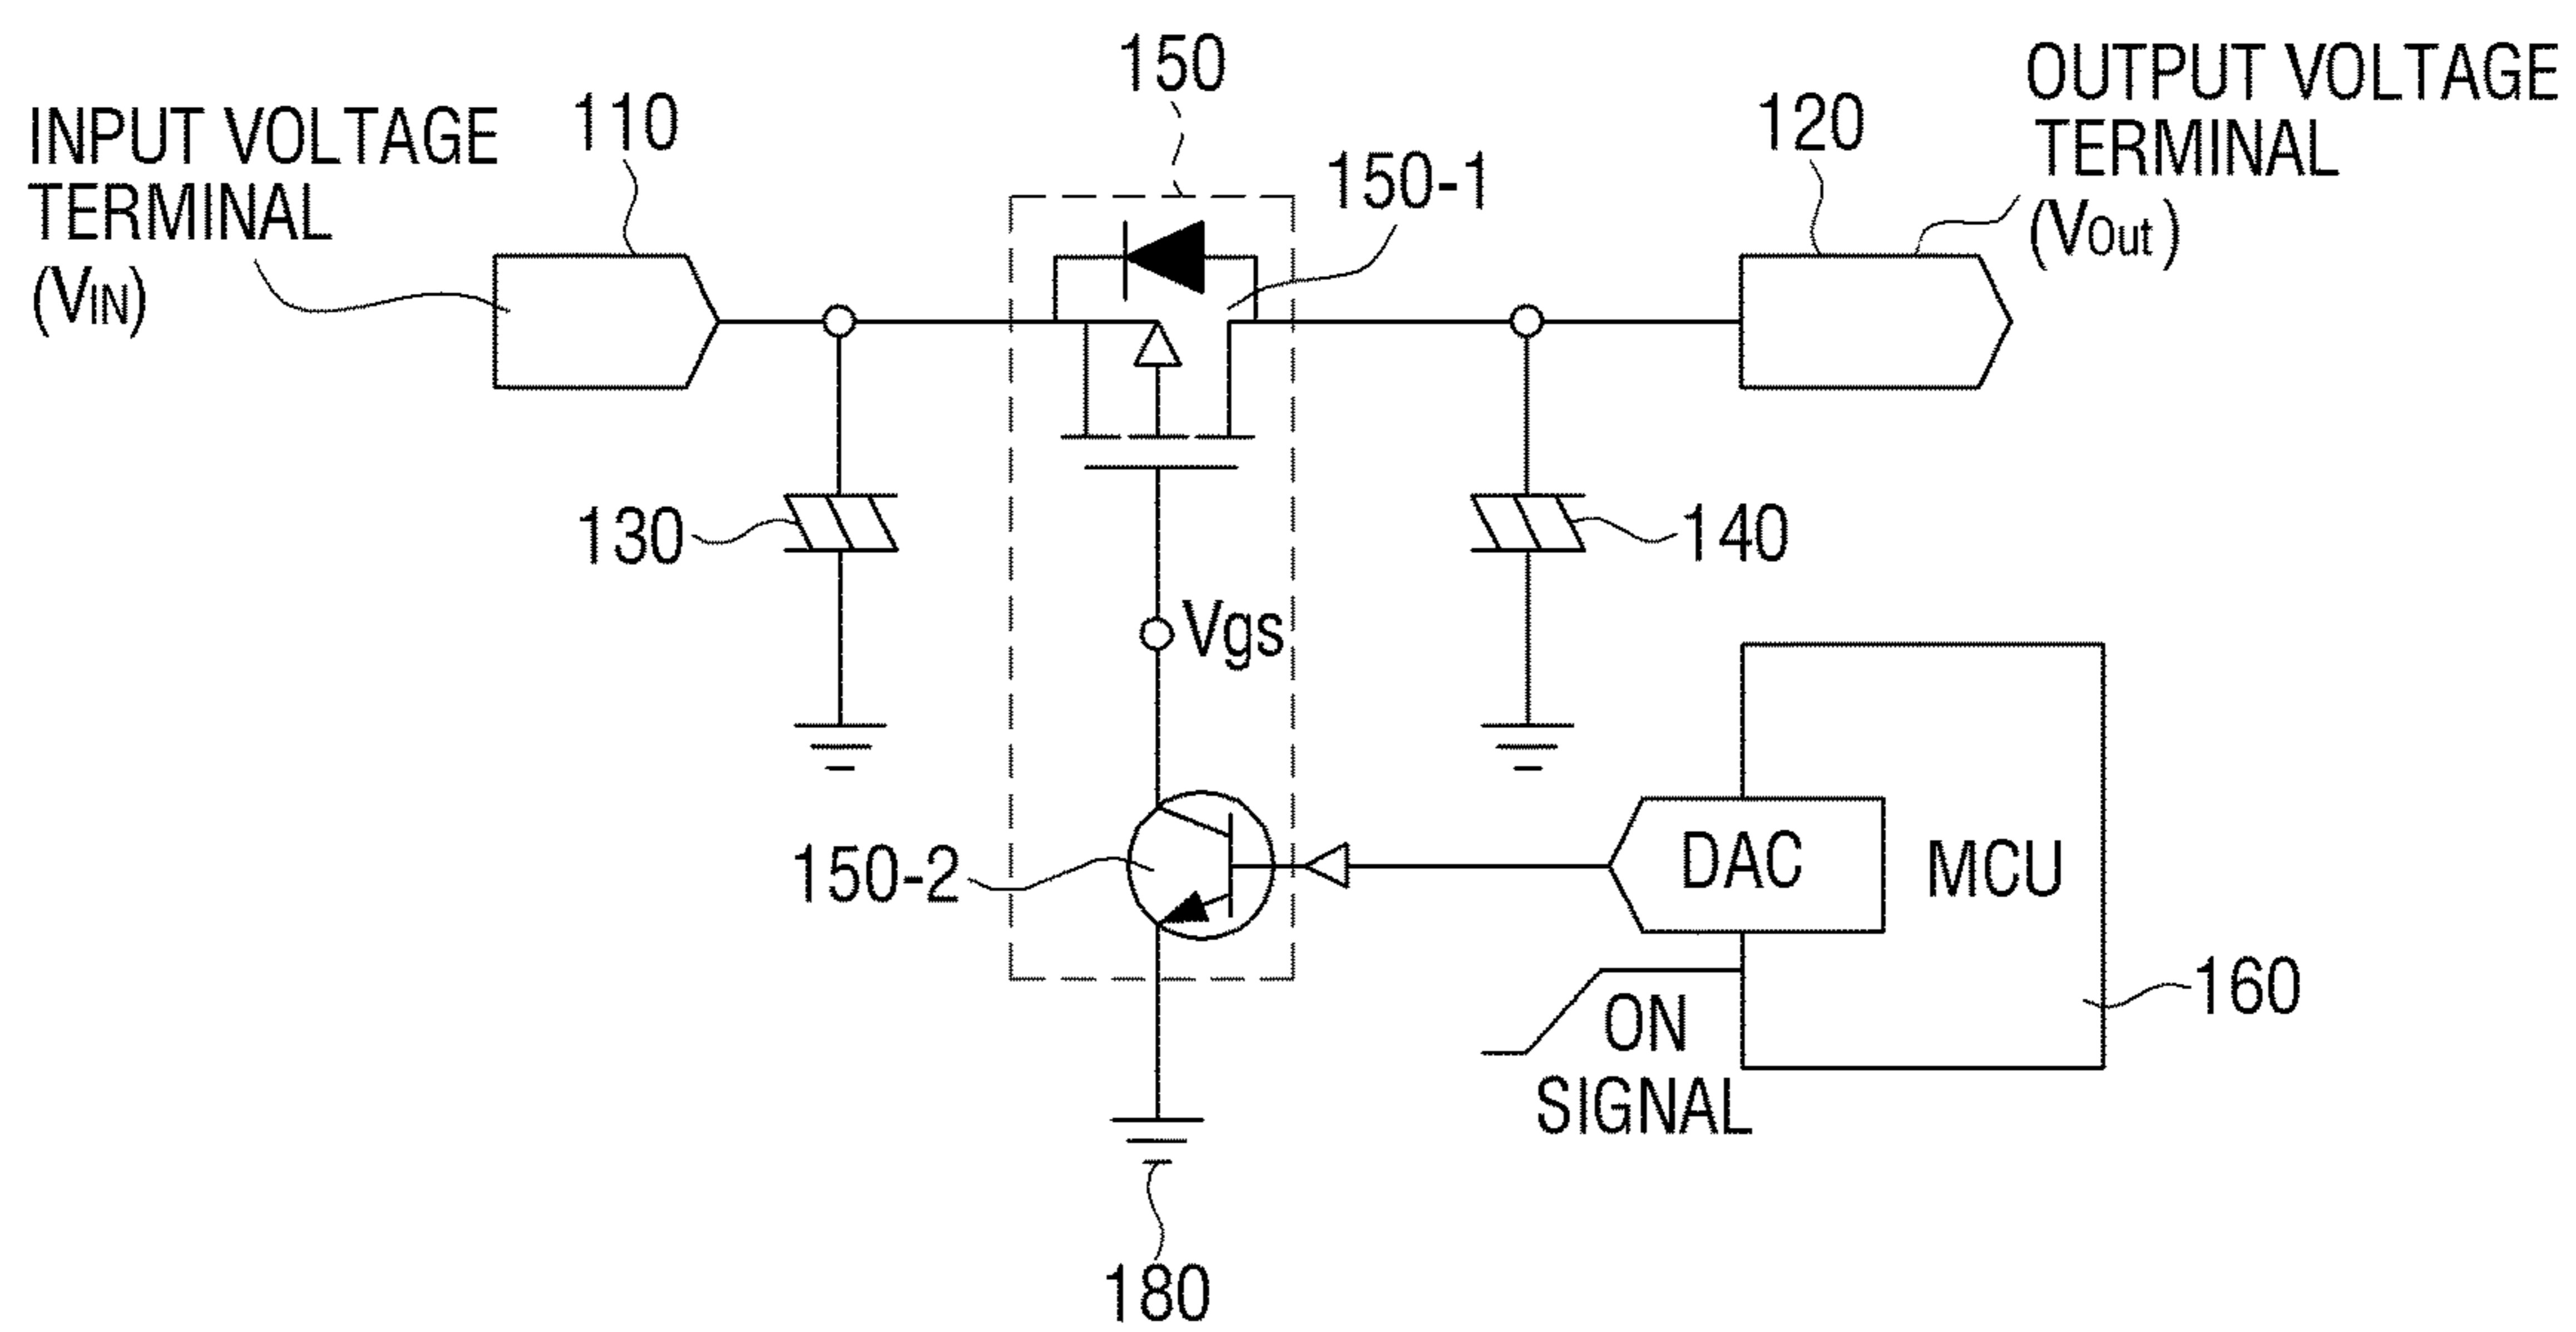 150
INPUT VOLTAGE
TERMINAL
(VIN)
110
150-1
120
OUTPUT VOLTAGE
TERMINAL
(VOut)
130
140
Vgs
150-2
DAC
MCU
160
ON
SIGNAL
180